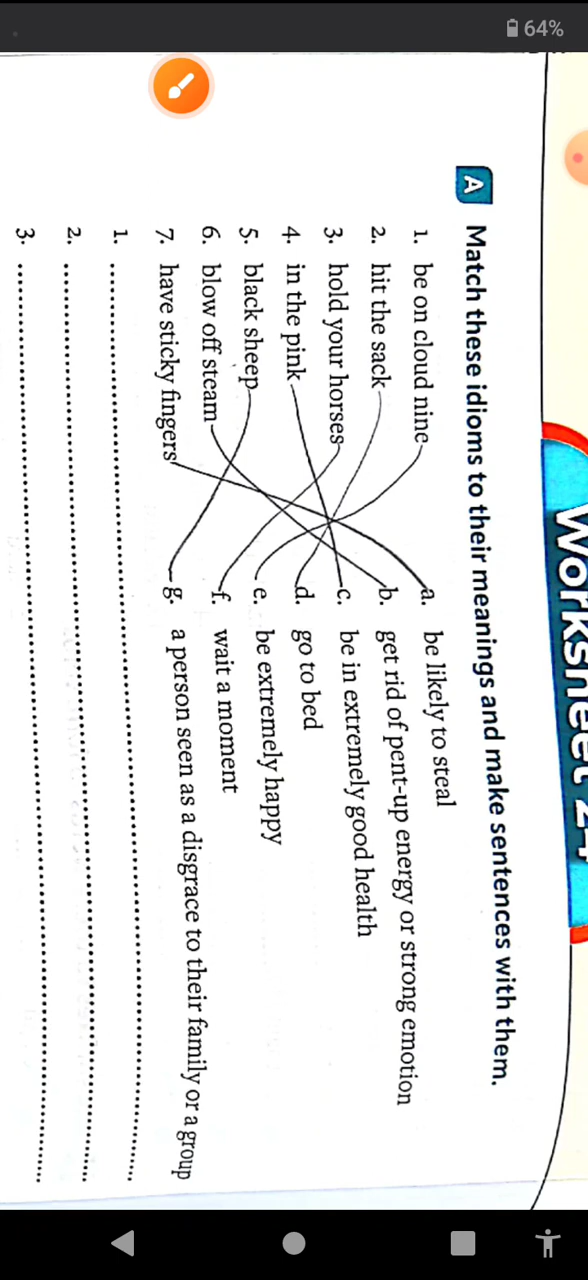 64%
Worksheet 24
A Match these idioms to their meanings and make sentences with them.
1. be on cloud nine a. be likely to steal
2. hit the sack b. get rid of pent-up energy or strong emotion
3. hold your horses c. be in extremely good health
4. in the pink d. go to bed
5. black sheep e. be extremely happy
6. blow off steam f. wait a moment
7. have sticky fingers g. a person seen as a disgrace to their family or a group
1.
2.
3.